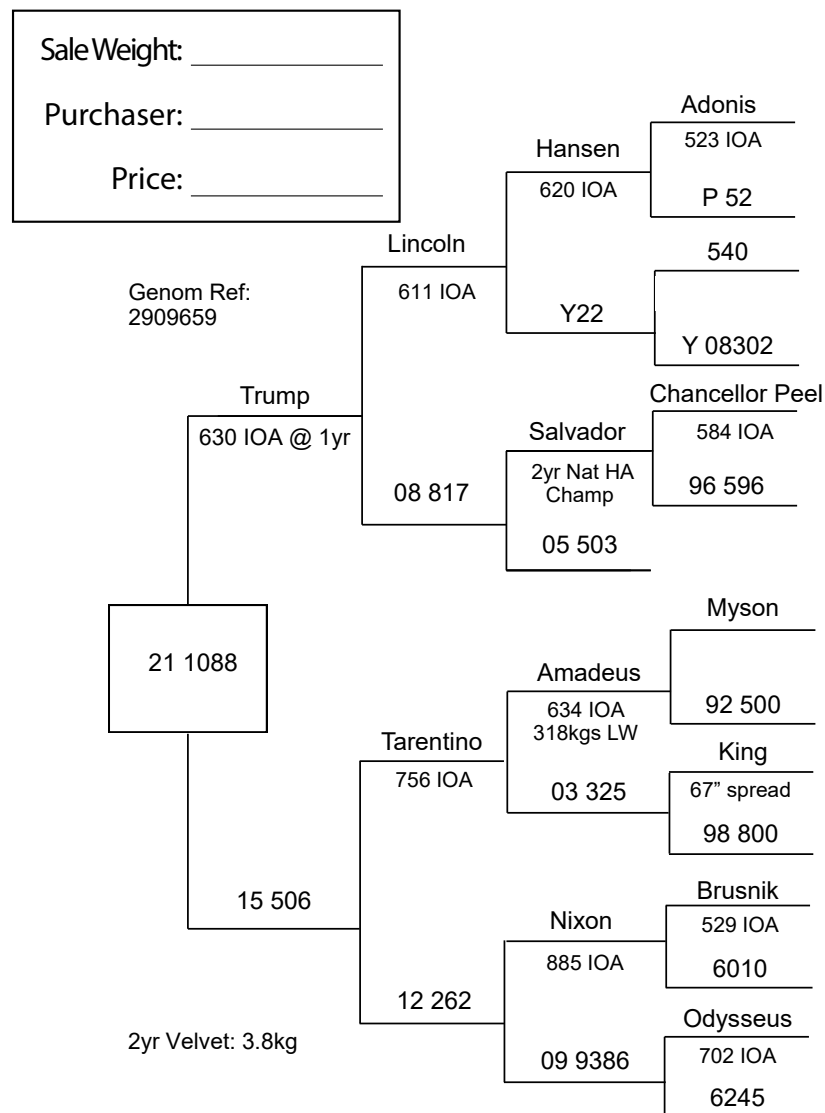 Sale Weight:
Purchaser:
Price:
Genom Ref:
2909659
Adonis
523 IOA
Hansen
620 IOA
P 52
Lincoln
611 IOA
540
Y22
Y 08302
Trump
630 IOA @ 1yr
Chancellor Peel
584 IOA
Salvador
2yr Nat HA
Champ
96 596
08 817
05 503
21 1088
Myson
Amadeus
634 IOA
318kgs LW
92 500
Tarentino
756 IOA
King
67” spread
03 325
98 800
15 506
Brusnik
529 IOA
Nixon
885 IOA
6010
12 262
Odysseus
702 IOA
09 9386
6245
2yr Velvet: 3.8kg